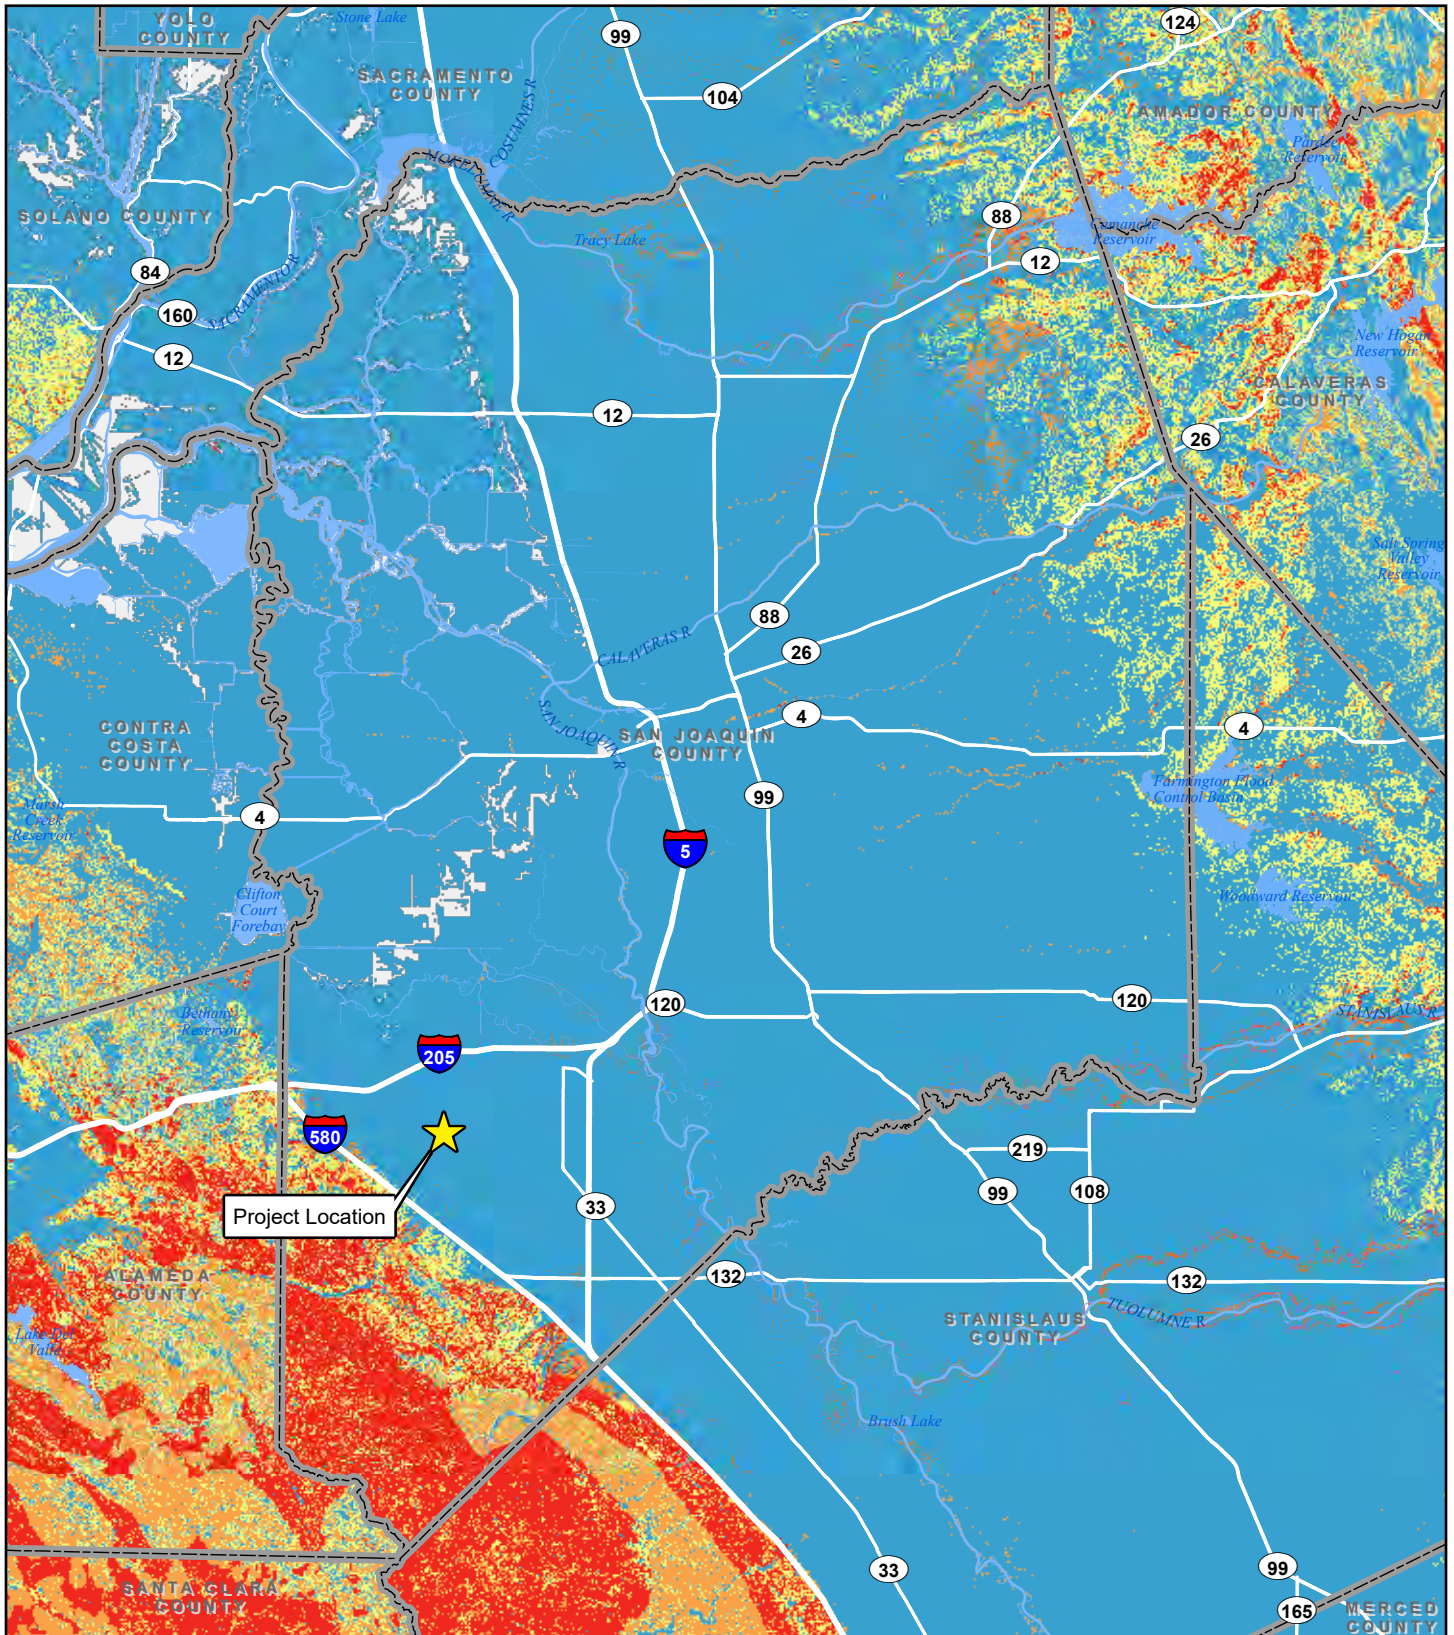 YOLO
COUNTY
Stone Lake
99
124
SACRAMENTO
COUNTY
104
COSUMNES R
AMADOR COUNTY
Pardee
Reservoir
MOKELUMNE R
SOLANO COUNTY
88
Camanche
Reservoir
Tracy Lake
12
84
SACRAMENTO R
160
12
New Hogan
Reservoir
CALAVERAS
COUNTY
12
26
Salt Spring
Valley
Reservoir
88
CALAVERAS R
26
SAN JOAQUIN R
4
4
CONTRA
COSTA
COUNTY
SAN JOAQUIN
COUNTY
Farmington Flood
Control Basin
99
Marsh
Creek
Reservoir
4
5
Clifton
Court
Forebay
Woodward Reservoir
120
120
Bethany
Reservoir
STANISLAUS R
205
580
219
99
108
33
Project Location
132
132
ALAMEDA
COUNTY
TUOLUMNE R
STANISLAUS
COUNTY
Lake Del
Valle
Brush Lake
33
99
SANTA CLARA
COUNTY
165
MERCED
COUNTY